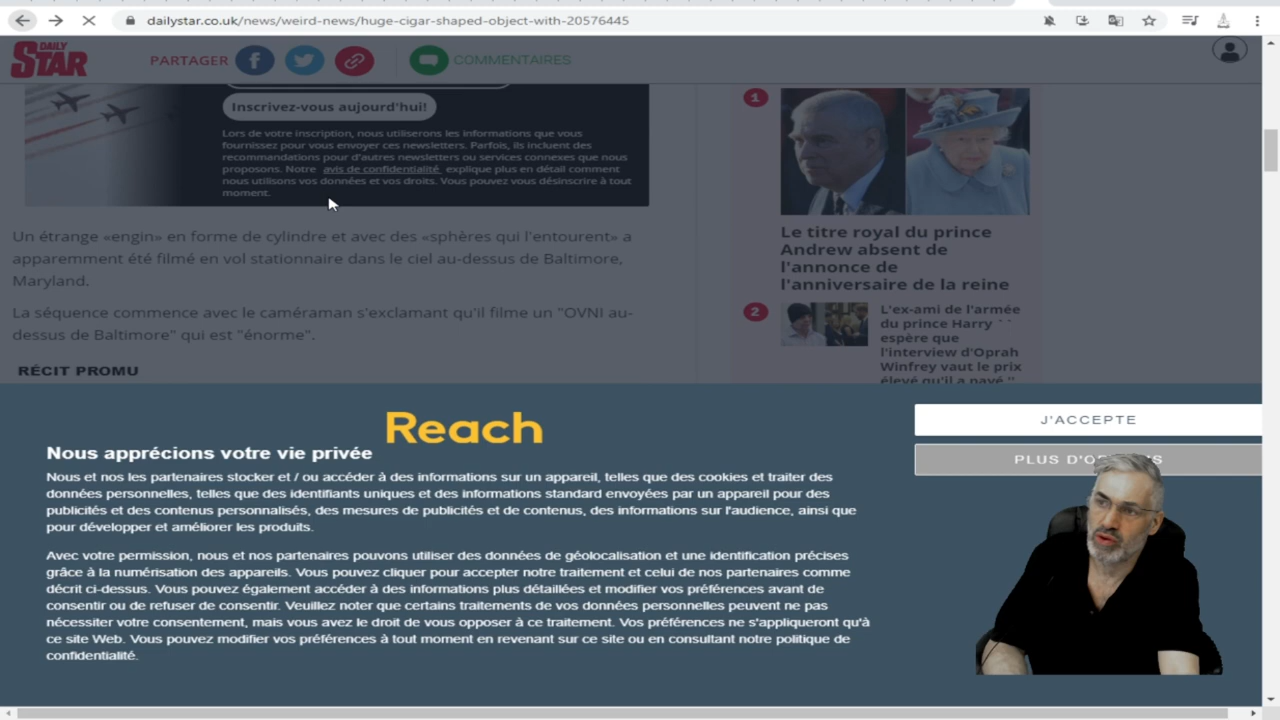 dailystar.co.uk/news/weird-news/huge-cigar-shaped-object-with-20576445
DAILY
STAR
PARTAGER
COMMENTAIRES
Inscrivez-vous aujourd'hui!
Lors de votre inscription, nous utiliserons les informations que vous
fournissez pour vous envoyer ces newsletters. Parfois, ils incluent des
recommandations pour d'autres newsletters ou services connexes que nous
proposons. Notre avis de confidentialité explique plus en détail comment
nous utilisons vos données et vos droits. Vous pouvez vous désinscrire à tout
moment.
Un étrange «engin» en forme de cylindre et avec des «sphères qui l'entourent» a
apparemment été filmé en vol stationnaire dans le ciel au-dessus de Baltimore,
Maryland.
La séquence commence avec le caméraman s'exclamant qu'il filme un "OVNI au-
dessus de Baltimore" qui est "énorme".
RÉCIT PROMU
1
Le titre royal du prince
Andrew absent de
l'annonce de
l'anniversaire de la reine
2
L'ex-ami de l'armée
du prince Harry ``
espère que
l'interview d'Oprah
Winfrey vaut le prix
élevé qu'il a payé ''
Reach
Nous apprécions votre vie privée
Nous et nos les partenaires stocker et / ou accéder à des informations sur un appareil, telles que des cookies et traiter des
données personnelles, telles que des identifiants uniques et des informations standard envoyées par un appareil pour des
publicités et des contenus personnalisés, des mesures de publicités et de contenus, des informations sur l'audience, ainsi que
pour développer et améliorer les produits.
Avec votre permission, nous et nos partenaires pouvons utiliser des données de géolocalisation et une identification précises
grâce à la numérisation des appareils. Vous pouvez cliquer pour accepter notre traitement et celui de nos partenaires comme
décrit ci-dessus. Vous pouvez également accéder à des informations plus détaillées et modifier vos préférences avant de
consentir ou de refuser de consentir. Veuillez noter que certains traitements de vos données personnelles peuvent ne pas
nécessiter votre consentement, mais vous avez le droit de vous opposer à ce traitement. Vos préférences ne s'appliqueront qu'à
ce site Web. Vous pouvez modifier vos préférences à tout moment en revenant sur ce site ou en consultant notre politique de
confidentialité.
J'ACCEPTE
PLUS